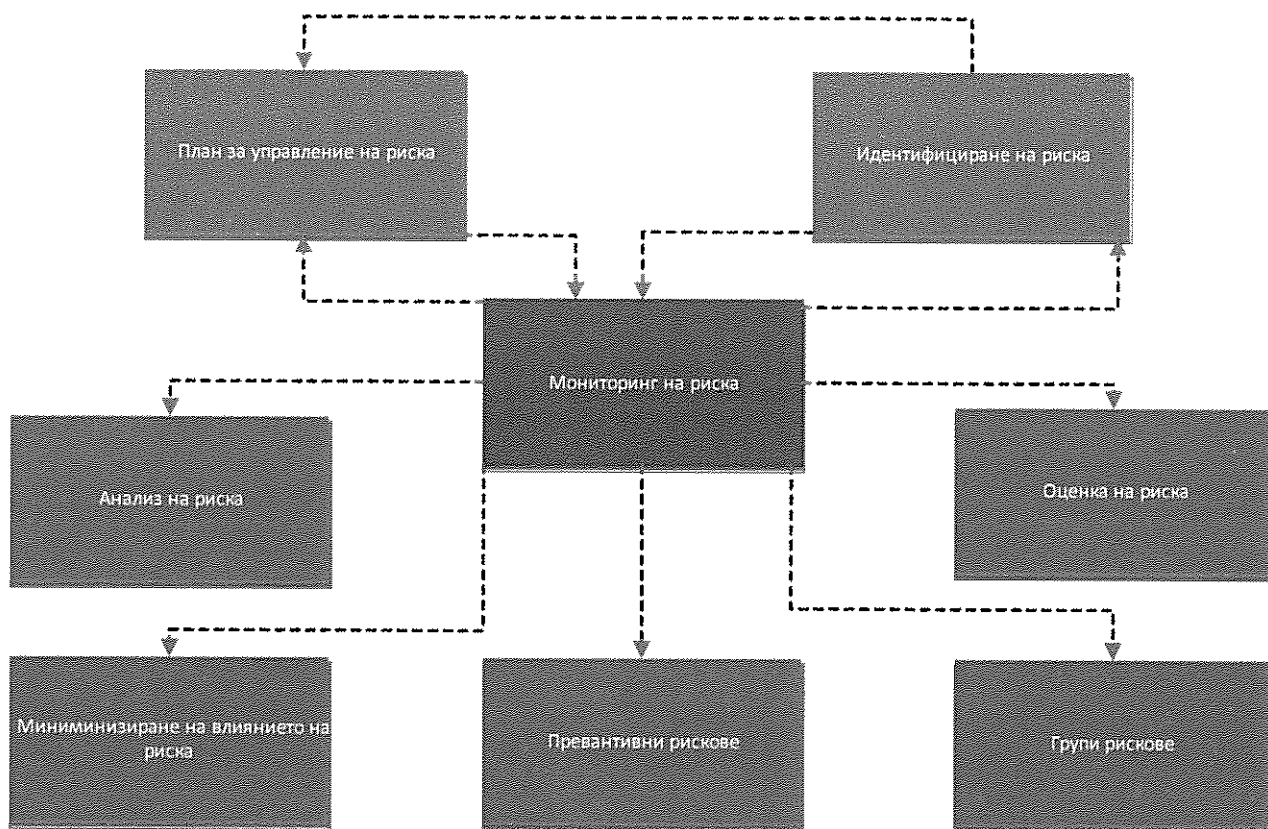 План за управление на риска
Идентифициране на риска
Мониторинг на риска
Анализ на риска
Оценка на риска
Миниминизиране на влиянието на
риска
Превантивни рискове
Групи рискове